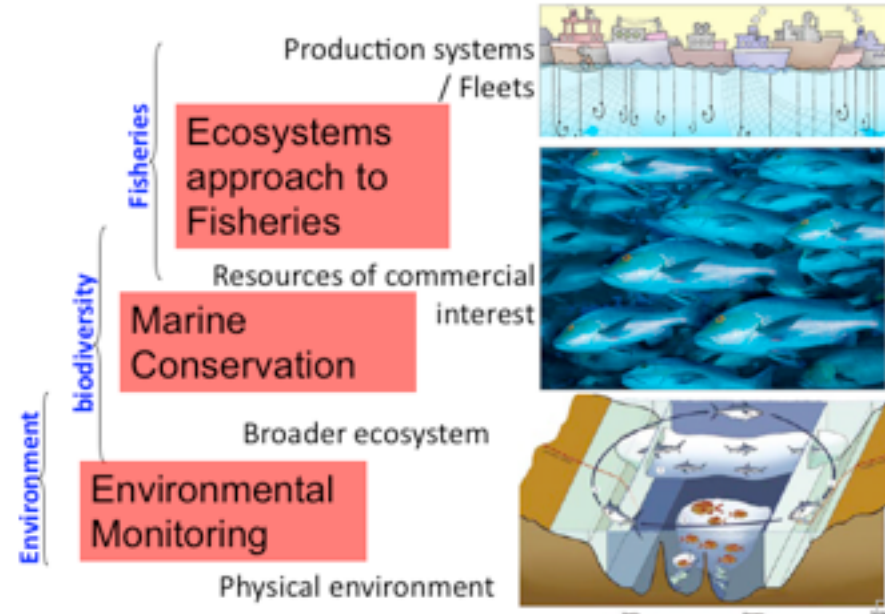 Production systems
/ Fleets
Fisheries
Ecosystems
approach to
Fisheries
Resources of commercial
interest
biodiversity
Marine
Conservation
Broader ecosystem
Environment
Environmental
Monitoring
Physical environment